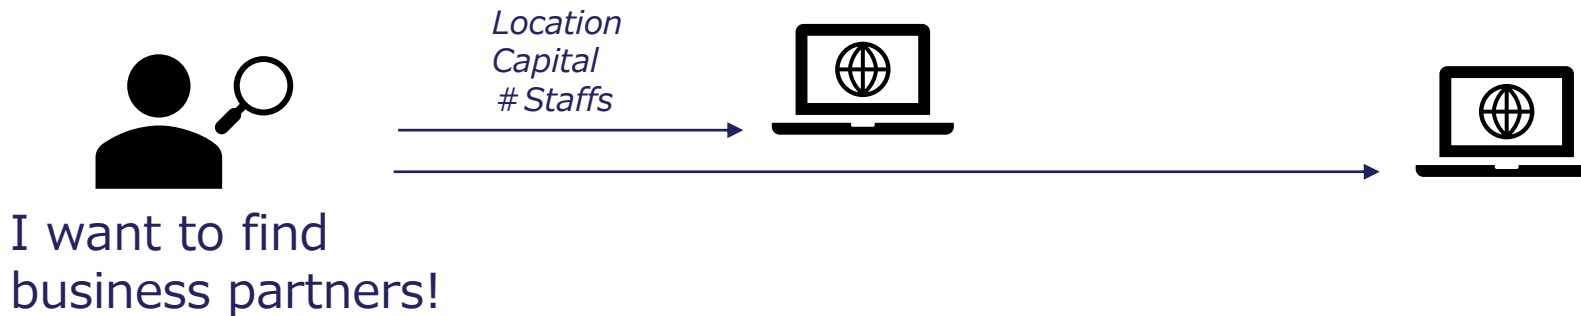 Location
Capital
#Staffs
I want to find
business partners!